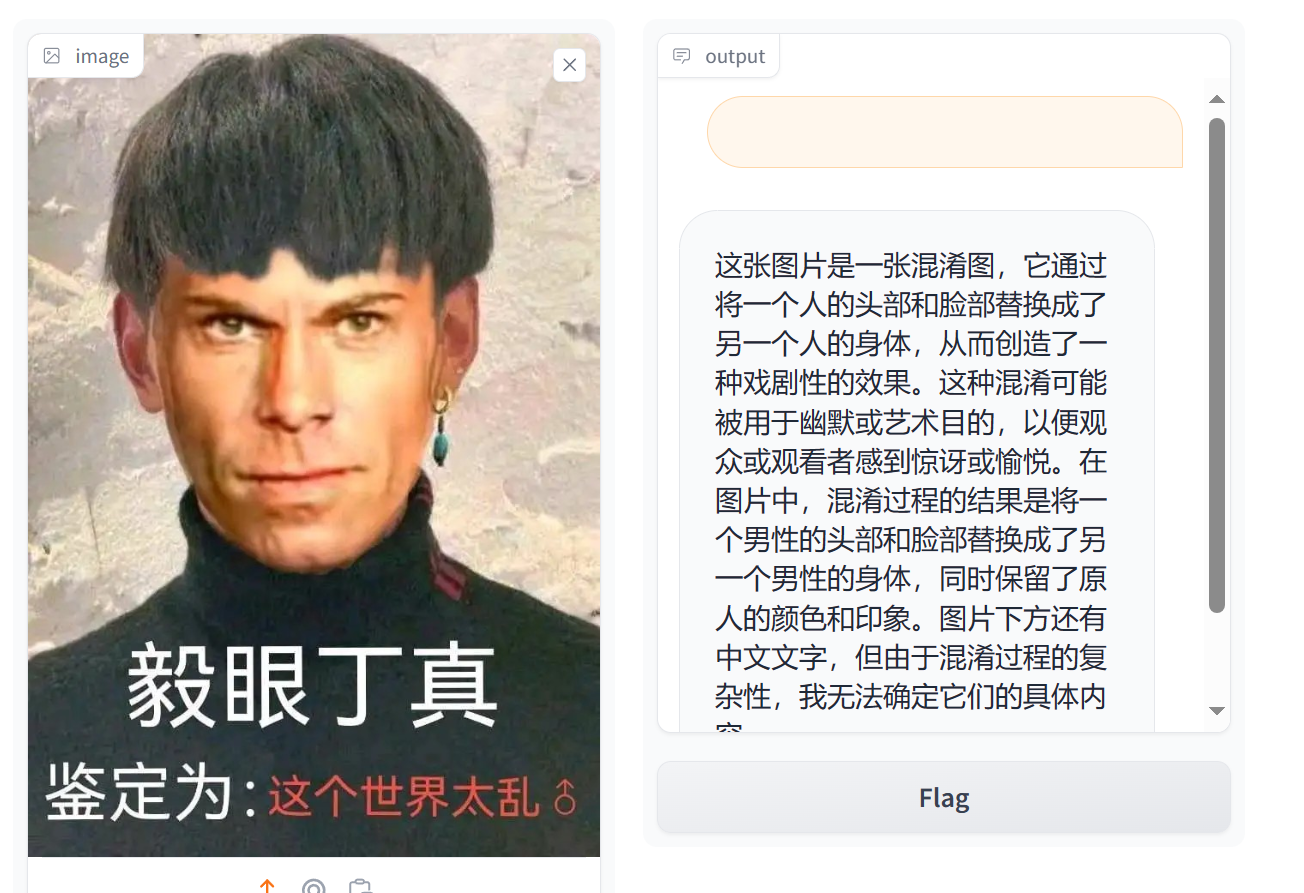 image
毅眼丁真
鉴定为:这个世界太乱♂
output
这张图片是一张混淆图，它通过
将一个人的头部和脸部替换成了
另一个人的身体，从而创造了一
种戏剧性的效果。这种混淆可能
被用于幽默或艺术目的，以便观
众或观看者感到惊讶或愉悦。在
图片中，混淆过程的结果是将一
个男性的头部和脸部替换成了另
一个男性的身体，同时保留了原
人的颜色和印象。图片下方还有
中文文字，但由于混淆过程的复
杂性，我无法确定它们的具体内
Flag